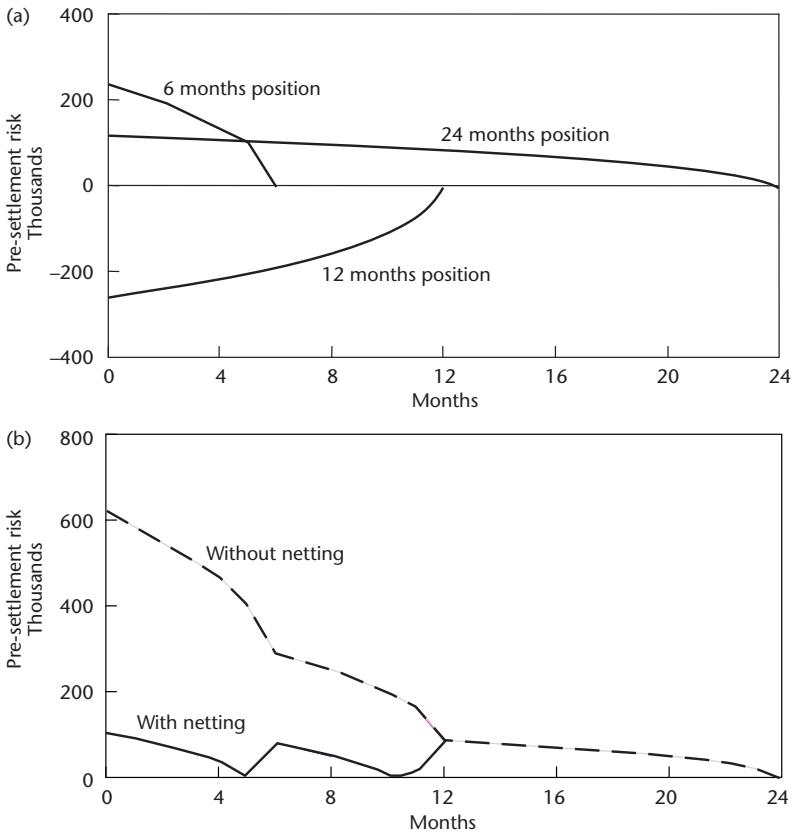 (a)
400
200
0
−200
−400
Pre-settlement risk
Thousands
6 months position
24 months position
12 months position
0 4 8 12 16 20 24
Months
(b)
800
600
400
200
0
Pre-settlement risk
Thousands
Without netting
With netting
0 4 8 12 16 20 24
Months